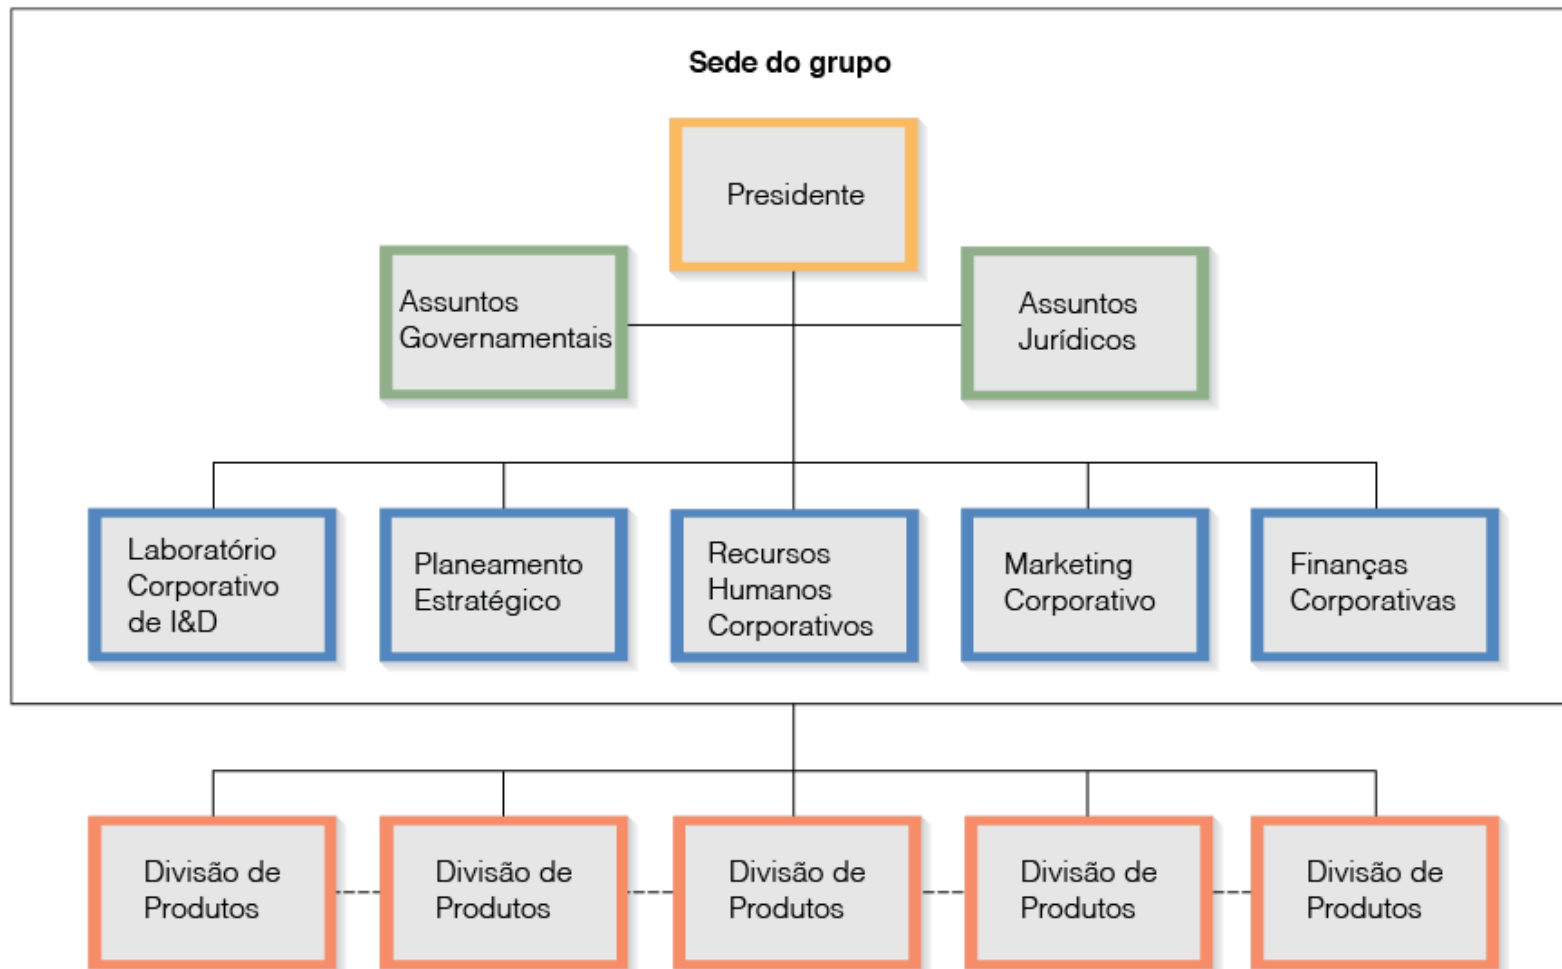 Sede do grupo
Presidente
Assuntos
Governamentais
Assuntos
Jurídicos
Laboratório
Corporativo
de I&D
Planeamento
Estratégico
Recursos
Humanos
Corporativos
Marketing
Corporativo
Finanças
Corporativas
Divisão de
Produtos
Divisão de
Produtos
Divisão de
Produtos
Divisão de
Produtos
Divisão de
Produtos